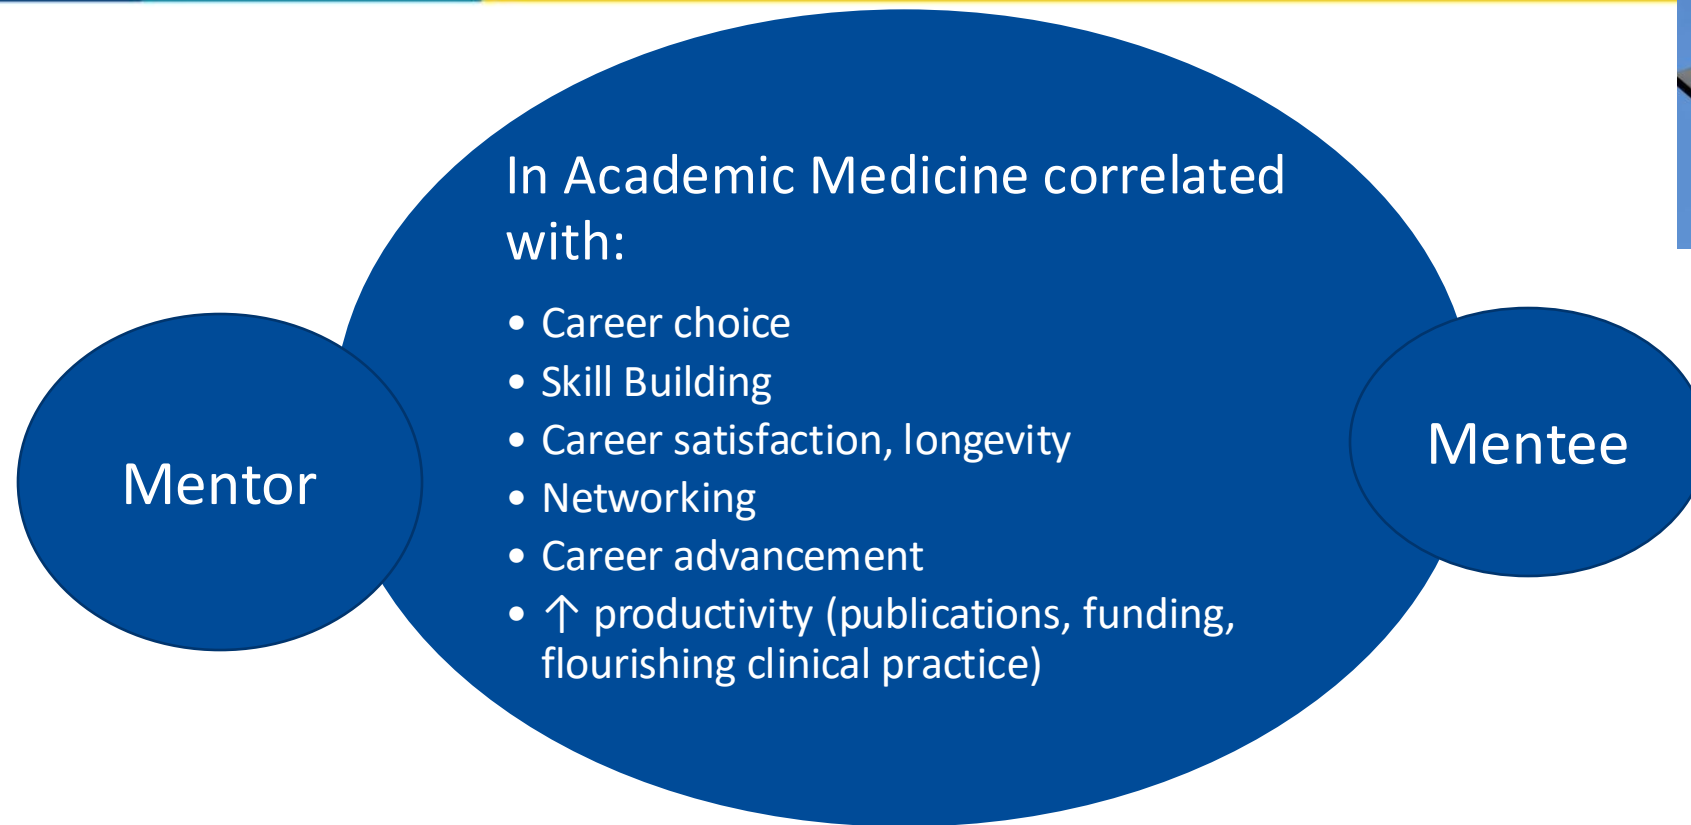 In Academic Medicine correlated
with:
• Career choice
• Skill Building
• Career satisfaction, longevity
• Networking
• Career advancement
• ↑ productivity (publications, funding,
flourishing clinical practice)
Mentor
Mentee